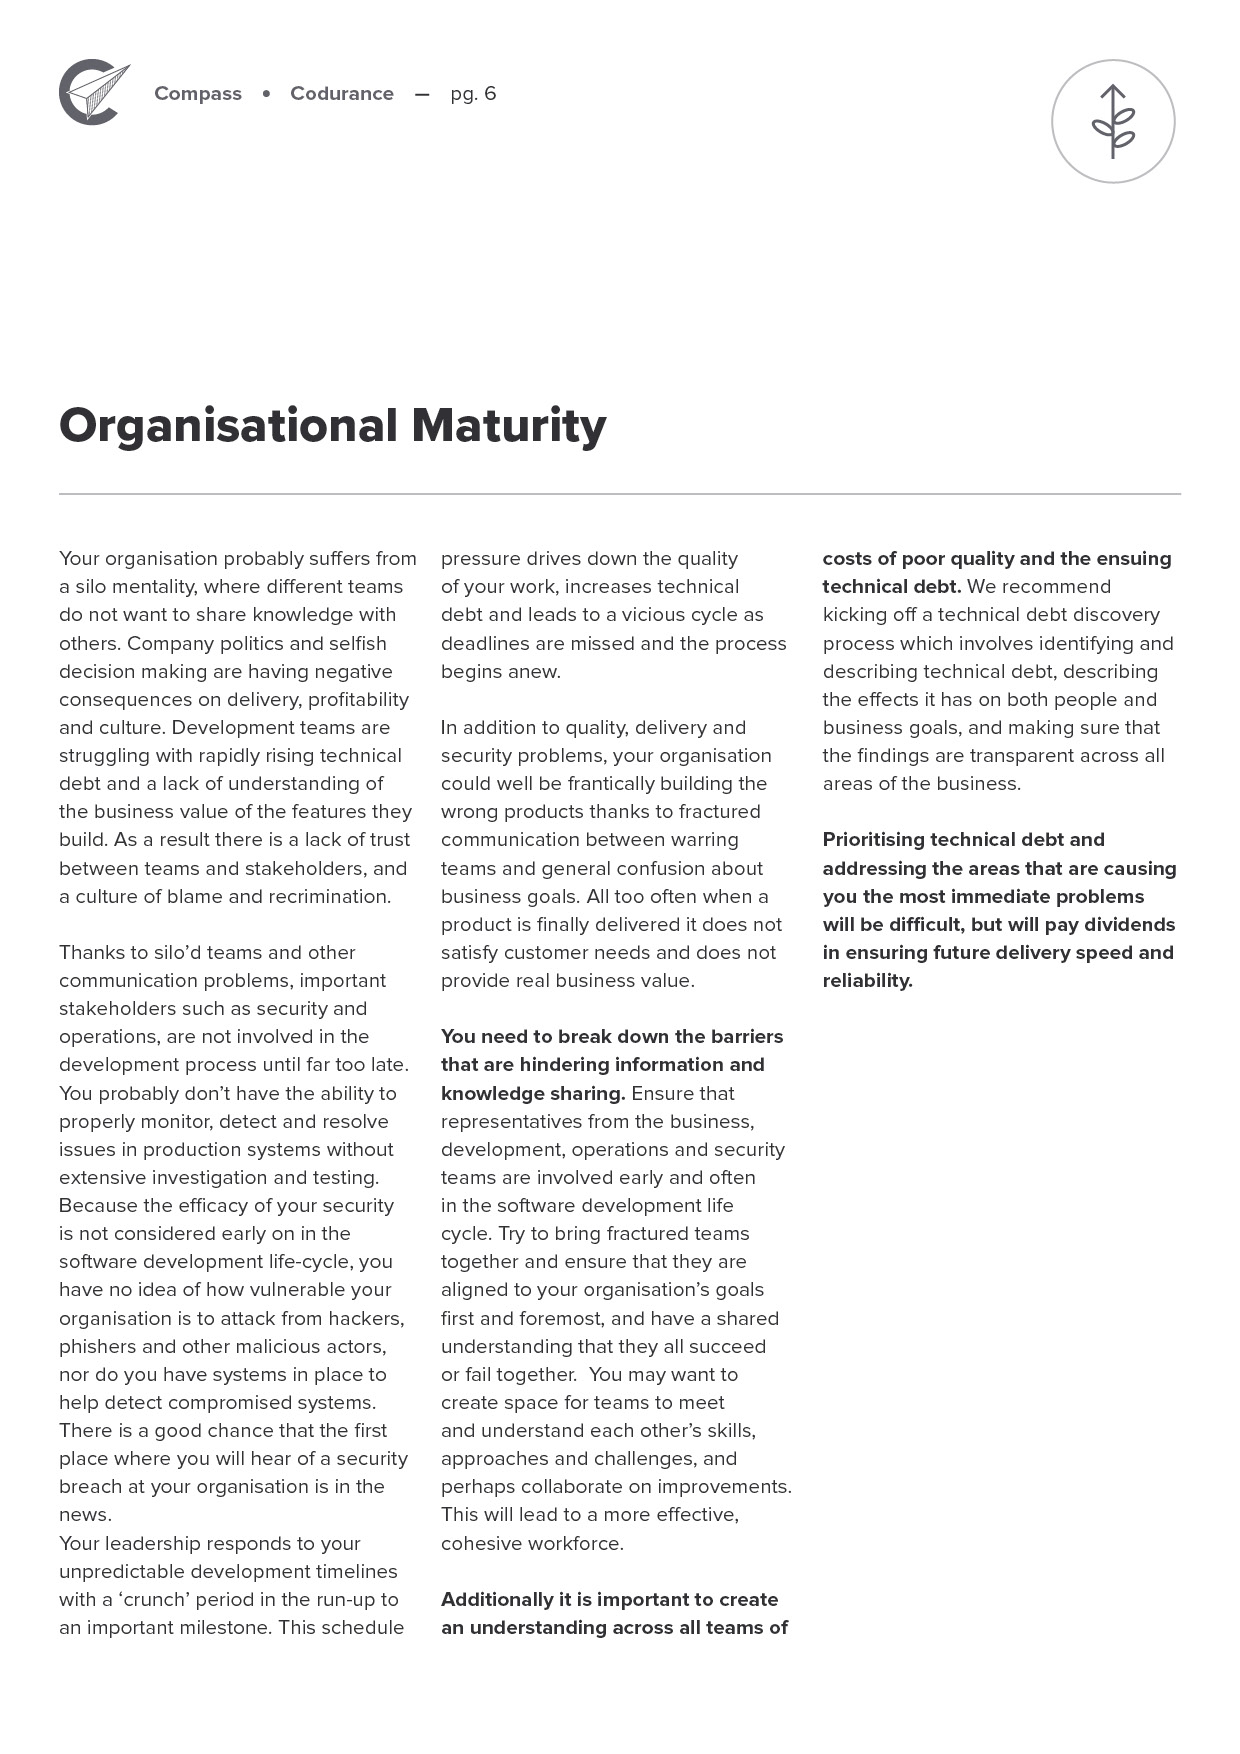 Compass • Codurance — pg. 6
Organisational Maturity
Your organisation probably suffers from
a silo mentality, where different teams
do not want to share knowledge with
others. Company politics and selfish
decision making are having negative
consequences on delivery, profitability
and culture. Development teams are
struggling with rapidly rising technical
debt and a lack of understanding of
the business value of the features they
build. As a result there is a lack of trust
between teams and stakeholders, and
a culture of blame and recrimination.
Thanks to silo’d teams and other
communication problems, important
stakeholders such as security and
operations, are not involved in the
development process until far too late.
You probably don’t have the ability to
properly monitor, detect and resolve
issues in production systems without
extensive investigation and testing.
Because the efficacy of your security
is not considered early on in the
software development life-cycle, you
have no idea of how vulnerable your
organisation is to attack from hackers,
phishers and other malicious actors,
nor do you have systems in place to
help detect compromised systems.
There is a good chance that the first
place where you will hear of a security
breach at your organisation is in the
news.
Your leadership responds to your
unpredictable development timelines
with a ‘crunch’ period in the run-up to
an important milestone. This schedule
pressure drives down the quality
of your work, increases technical
debt and leads to a vicious cycle as
deadlines are missed and the process
begins anew.
In addition to quality, delivery and
security problems, your organisation
could well be frantically building the
wrong products thanks to fractured
communication between warring
teams and general confusion about
business goals. All too often when a
product is finally delivered it does not
satisfy customer needs and does not
provide real business value.
You need to break down the barriers
that are hindering information and
knowledge sharing. Ensure that
representatives from the business,
development, operations and security
teams are involved early and often
in the software development life
cycle. Try to bring fractured teams
together and ensure that they are
aligned to your organisation’s goals
first and foremost, and have a shared
understanding that they all succeed
or fail together.  You may want to
create space for teams to meet
and understand each other’s skills,
approaches and challenges, and
perhaps collaborate on improvements.
This will lead to a more effective,
cohesive workforce.
Additionally it is important to create
an understanding across all teams of
costs of poor quality and the ensuing
technical debt. We recommend
kicking off a technical debt discovery
process which involves identifying and
describing technical debt, describing
the effects it has on both people and
business goals, and making sure that
the findings are transparent across all
areas of the business.
Prioritising technical debt and
addressing the areas that are causing
you the most immediate problems
will be difficult, but will pay dividends
in ensuring future delivery speed and
reliability.